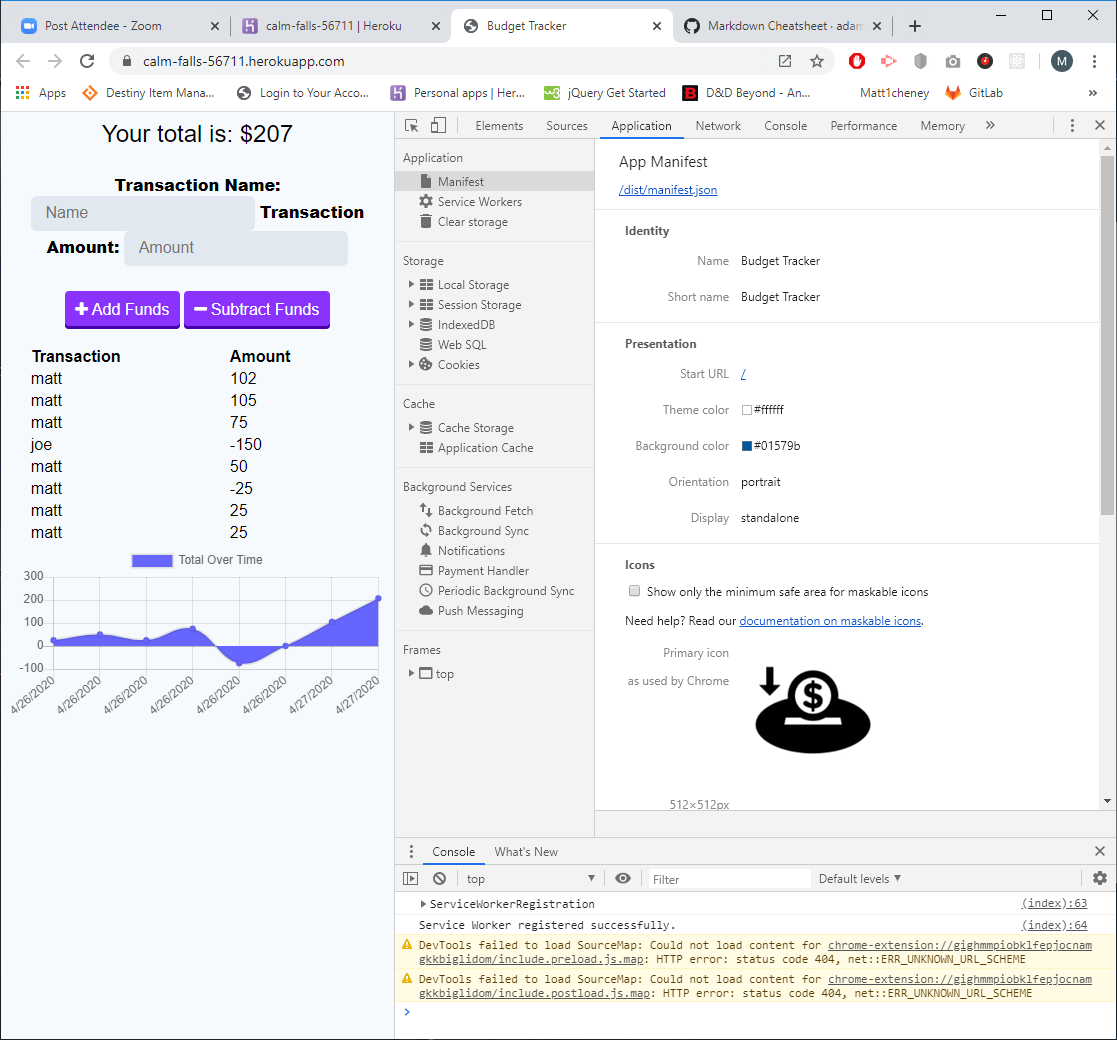 Post Attendee - Zoom
calm-falls-56711 | Heroku
Budget Tracker
Markdown Cheatsheet · adam
calm-falls-56711.herokuapp.com
M
Apps
Destiny Item Mana...
Login to Your Acco...
Personal apps | Her...
jQuery Get Started
D&D Beyond - An...
Matt1cheney
GitLab
»
Your total is: $207
Transaction Name:
Name
Transaction
Amount:
Amount
Add Funds
Subtract Funds
Transaction Amount
matt 102
matt 105
matt 75
joe -150
matt 50
matt -25
matt 25
matt 25
Total Over Time
300
200
100
0
-100
4/26/2020
4/26/2020
4/26/2020
4/26/2020
4/26/2020
4/26/2020
4/27/2020
4/27/2020
Elements
Sources
Application
Network
Console
Performance
Memory
»
Application
Manifest
Service Workers
Clear storage
Storage
Local Storage
Session Storage
IndexedDB
Web SQL
Cookies
Cache
Cache Storage
Application Cache
Background Services
Background Fetch
Background Sync
Notifications
Payment Handler
Periodic Background Sync
Push Messaging
Frames
top
App Manifest
/dist/manifest.json
Identity
Name Budget Tracker
Short name Budget Tracker
Presentation
Start URL /
Theme color #ffffff
Background color #01579b
Orientation portrait
Display standalone
Icons
Show only the minimum safe area for maskable icons
Need help? Read our documentation on maskable icons.
Primary icon
as used by Chrome
$
512×512px
Console
What's New
top
Filter
Default levels
ServiceWorkerRegistration (index):63
Service Worker registered successfully. (index):64
DevTools failed to load SourceMap: Could not load content for chrome-extension://gighmmpiobklfepjocnam
gkkbiglidom/include.preload.js.map: HTTP error: status code 404, net::ERR_UNKNOWN_URL_SCHEME
DevTools failed to load SourceMap: Could not load content for chrome-extension://gighmmpiobklfepjocnam
gkkbiglidom/include.postload.js.map: HTTP error: status code 404, net::ERR_UNKNOWN_URL_SCHEME